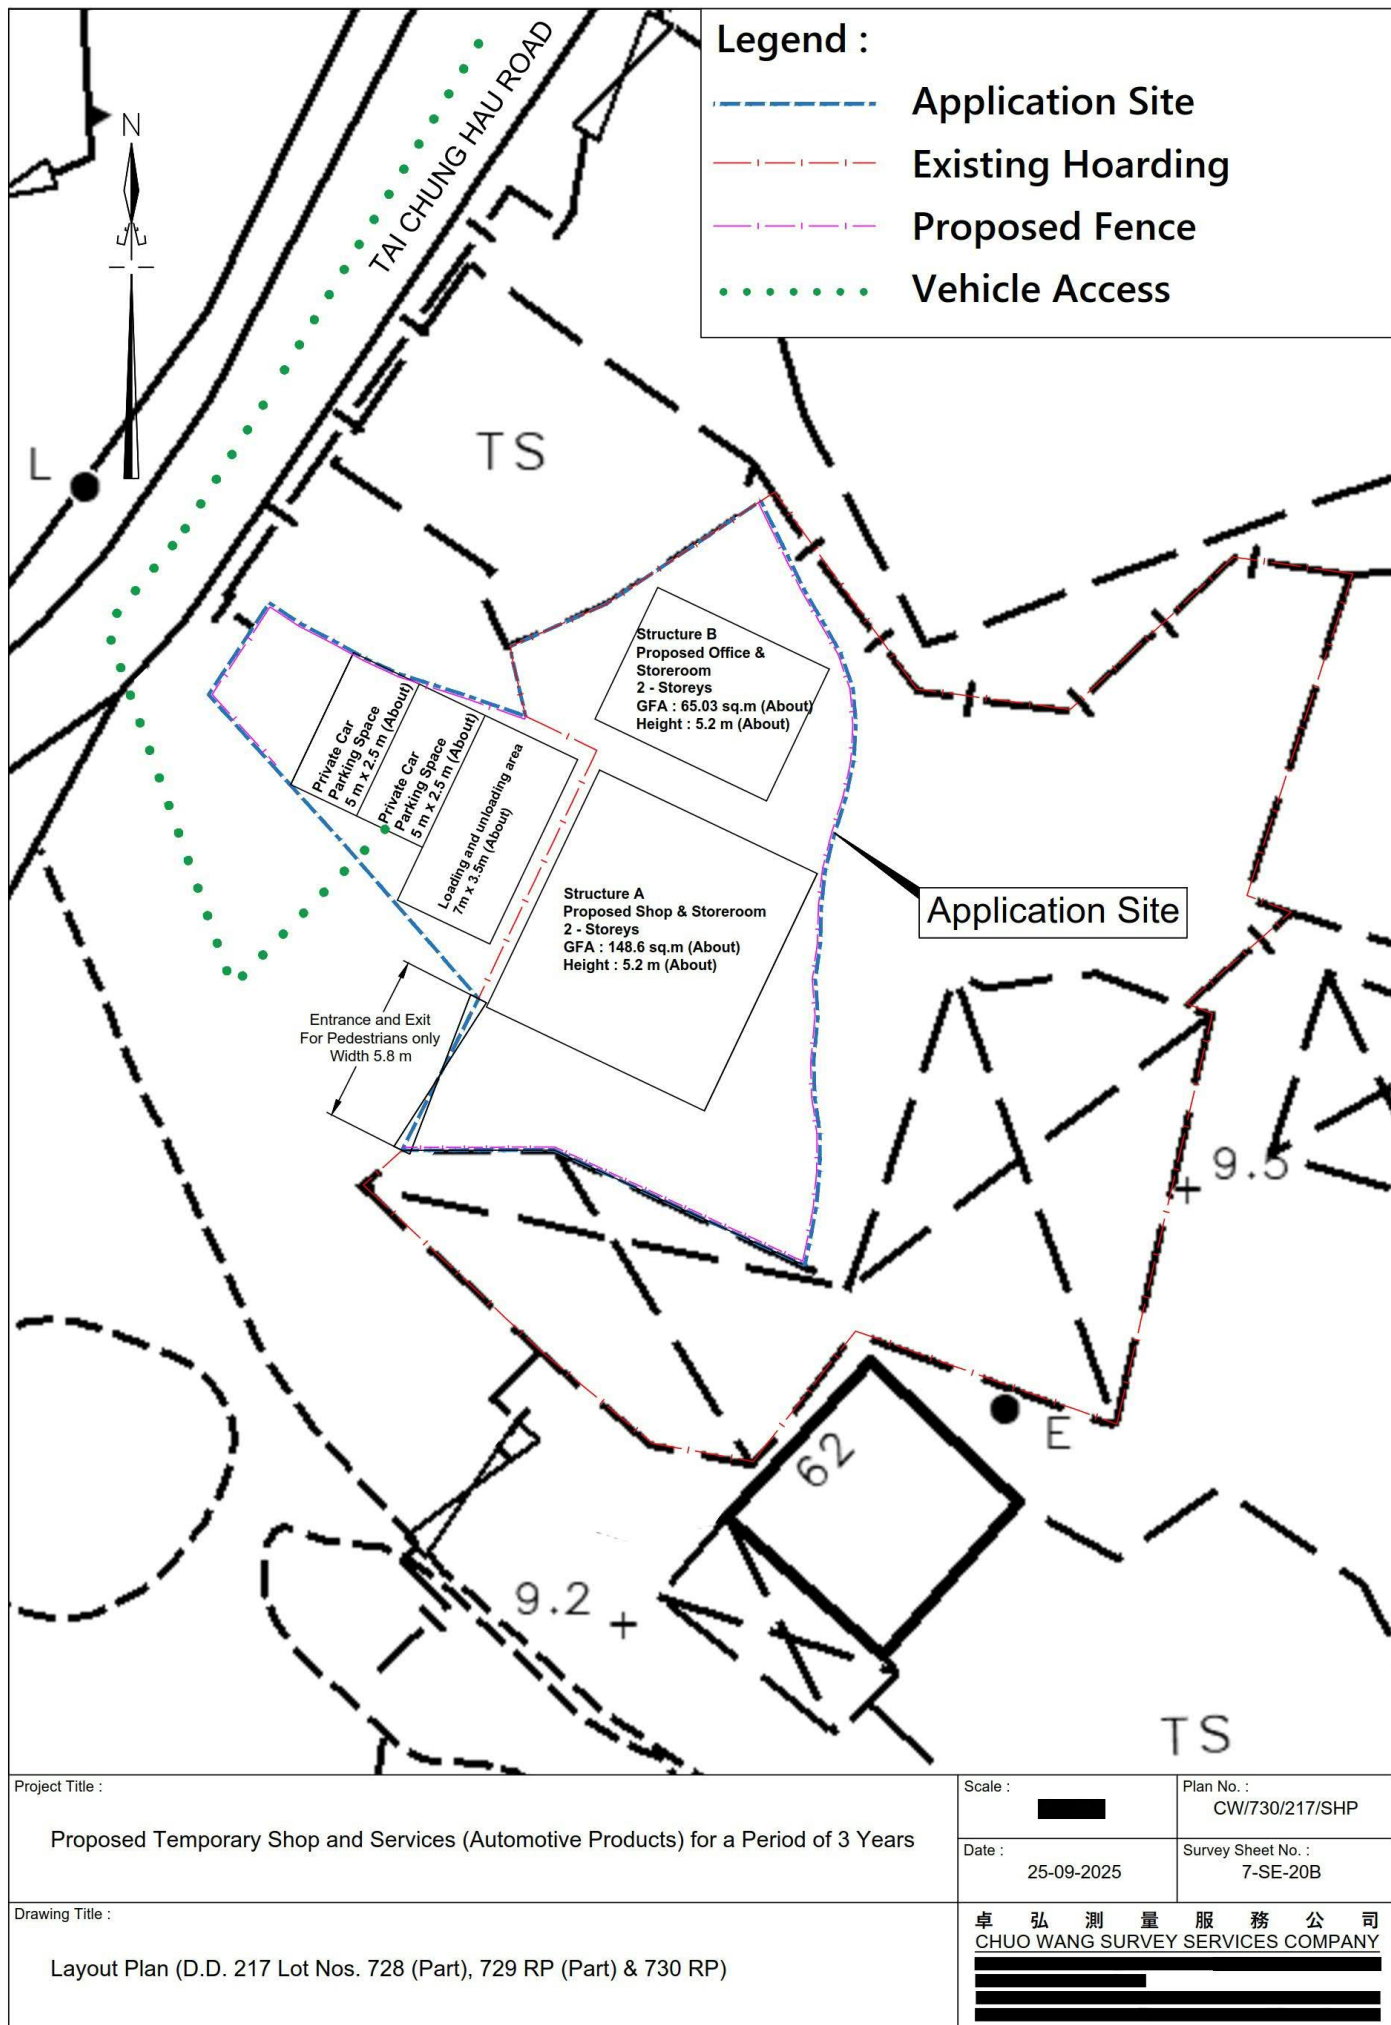 Legend :
Application Site
Existing Hoarding
Proposed Fence
Vehicle Access
N
TAI CHUNG HAU ROAD
L
TS
Structure B
Proposed Office &
Storeroom
2 - Storeys
GFA : 65.03 sq.m (About)
Height : 5.2 m (About)
Private Car
Parking Space
5 m x 2.5 m (About)
Private Car
Parking Space
5 m x 2.5 m (About)
Loading and unloading area
7m x 3.5m (About)
Structure A
Proposed Shop & Storeroom
2 - Storeys
GFA : 148.6 sq.m (About)
Height : 5.2 m (About)
Application Site
Entrance and Exit
For Pedestrians only
Width 5.8 m
9.5
E
62
9.2
TS
Project Title :
Proposed Temporary Shop and Services (Automotive Products) for a Period of 3 Years
Scale :
Plan No. :
CW/730/217/SHP
Date :
25-09-2025
Survey Sheet No. :
7-SE-20B
Drawing Title :
Layout Plan (D.D. 217 Lot Nos. 728 (Part), 729 RP (Part) & 730 RP)
卓弘測量服務公司
CHUO WANG SURVEY SERVICES COMPANY